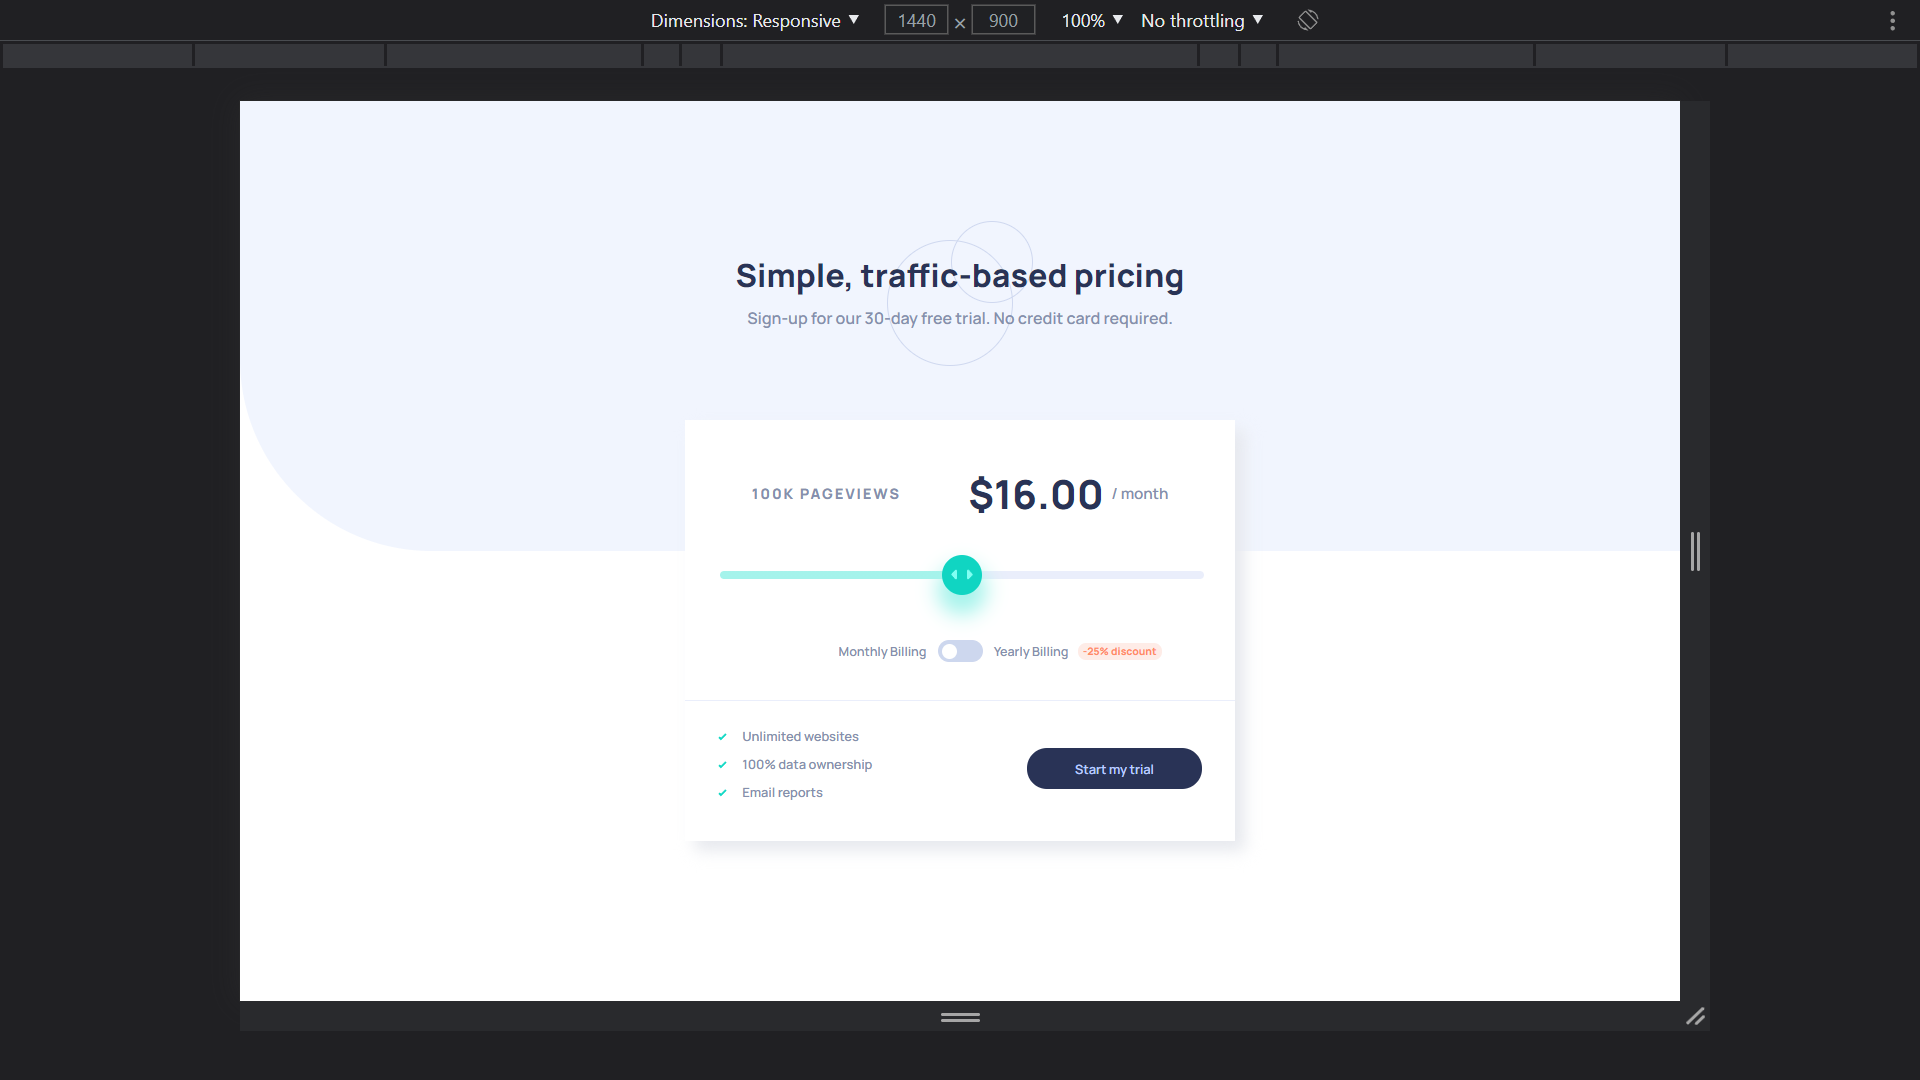 Dimensions: Responsive ▼ 1440 × 900 100% ▼ No throttling ▼
Simple, traffic-based pricing
Sign-up for our 30-day free trial. No credit card required.
100K PAGEVIEWS $16.00 / month
Monthly Billing Yearly Billing -25% discount
Unlimited websites
100% data ownership
Email reports
Start my trial